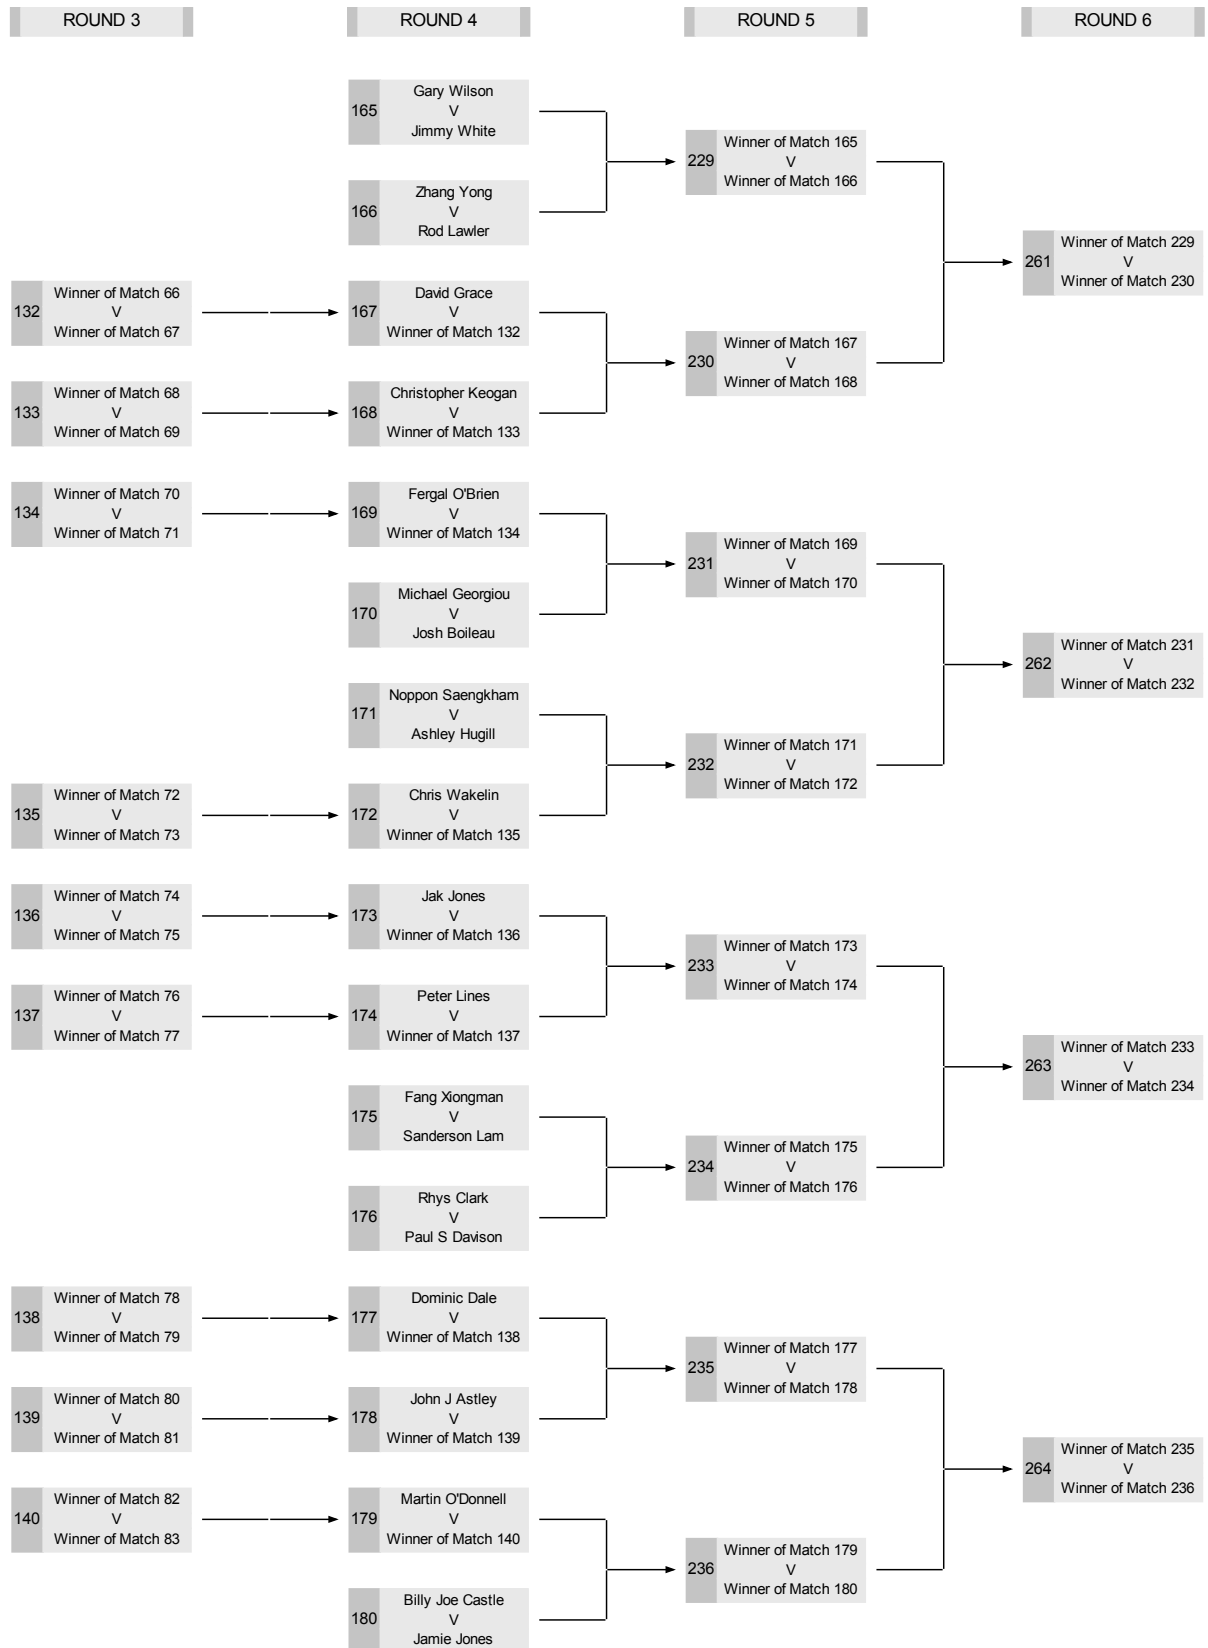 ROUND 3
ROUND 4
ROUND 5
ROUND 6
132
Winner of Match 66
V
Winner of Match 67
133
Winner of Match 68
V
Winner of Match 69
134
Winner of Match 70
V
Winner of Match 71
135
Winner of Match 72
V
Winner of Match 73
136
Winner of Match 74
V
Winner of Match 75
137
Winner of Match 76
V
Winner of Match 77
138
Winner of Match 78
V
Winner of Match 79
139
Winner of Match 80
V
Winner of Match 81
140
Winner of Match 82
V
Winner of Match 83
165
Gary Wilson
V
Jimmy White
166
Zhang Yong
V
Rod Lawler
167
David Grace
V
Winner of Match 132
168
Christopher Keogan
V
Winner of Match 133
169
Fergal O'Brien
V
Winner of Match 134
170
Michael Georgiou
V
Josh Boileau
171
Noppon Saengkham
V
Ashley Hugill
172
Chris Wakelin
V
Winner of Match 135
173
Jak Jones
V
Winner of Match 136
174
Peter Lines
V
Winner of Match 137
175
Fang Xiongman
V
Sanderson Lam
176
Rhys Clark
V
Paul S Davison
177
Dominic Dale
V
Winner of Match 138
178
John J Astley
V
Winner of Match 139
179
Martin O'Donnell
V
Winner of Match 140
180
Billy Joe Castle
V
Jamie Jones
229
Winner of Match 165
V
Winner of Match 166
230
Winner of Match 167
V
Winner of Match 168
231
Winner of Match 169
V
Winner of Match 170
232
Winner of Match 171
V
Winner of Match 172
233
Winner of Match 173
V
Winner of Match 174
234
Winner of Match 175
V
Winner of Match 176
235
Winner of Match 177
V
Winner of Match 178
236
Winner of Match 179
V
Winner of Match 180
261
Winner of Match 229
V
Winner of Match 230
262
Winner of Match 231
V
Winner of Match 232
263
Winner of Match 233
V
Winner of Match 234
264
Winner of Match 235
V
Winner of Match 236